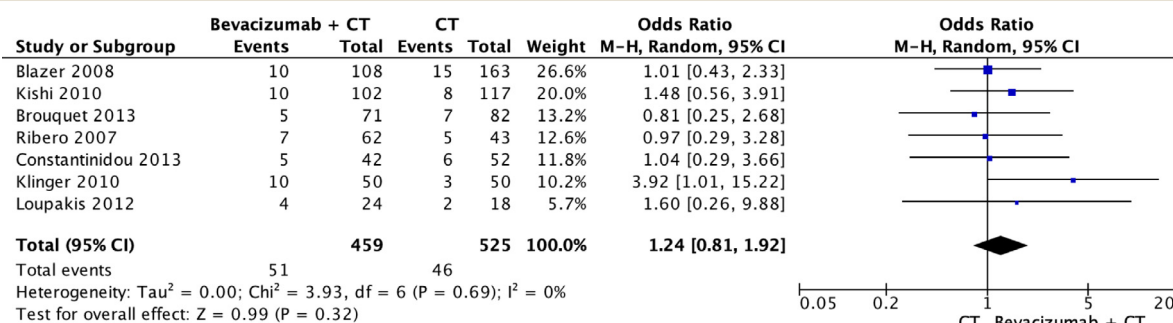 Bevacizumab + CT CT Odds Ratio Odds Ratio
Study or Subgroup Events Total Events Total Weight M-H, Random, 95% CI M-H, Random, 95% CI
Blazer 2008 10 108 15 163 26.6% 1.01 [0.43, 2.33]
Kishi 2010 10 102 8 117 20.0% 1.48 [0.56, 3.91]
Brouquet 2013 5 71 7 82 13.2% 0.81 [0.25, 2.68]
Ribero 2007 7 62 5 43 12.6% 0.97 [0.29, 3.28]
Constantinidou 2013 5 42 6 52 11.8% 1.04 [0.29, 3.66]
Klinger 2010 10 50 3 50 10.2% 3.92 [1.01, 15.22]
Loupakis 2012 4 24 2 18 5.7% 1.60 [0.26, 9.88]
Total (95% CI) 459 525 100.0% 1.24 [0.81, 1.92]
Total events 51 46
Heterogeneity: Tau² = 0.00; Chi² = 3.93, df = 6 (P = 0.69); I² = 0%
Test for overall effect: Z = 0.99 (P = 0.32)
0.05 0.2 1 5 20
CT Bevacizumab + CT